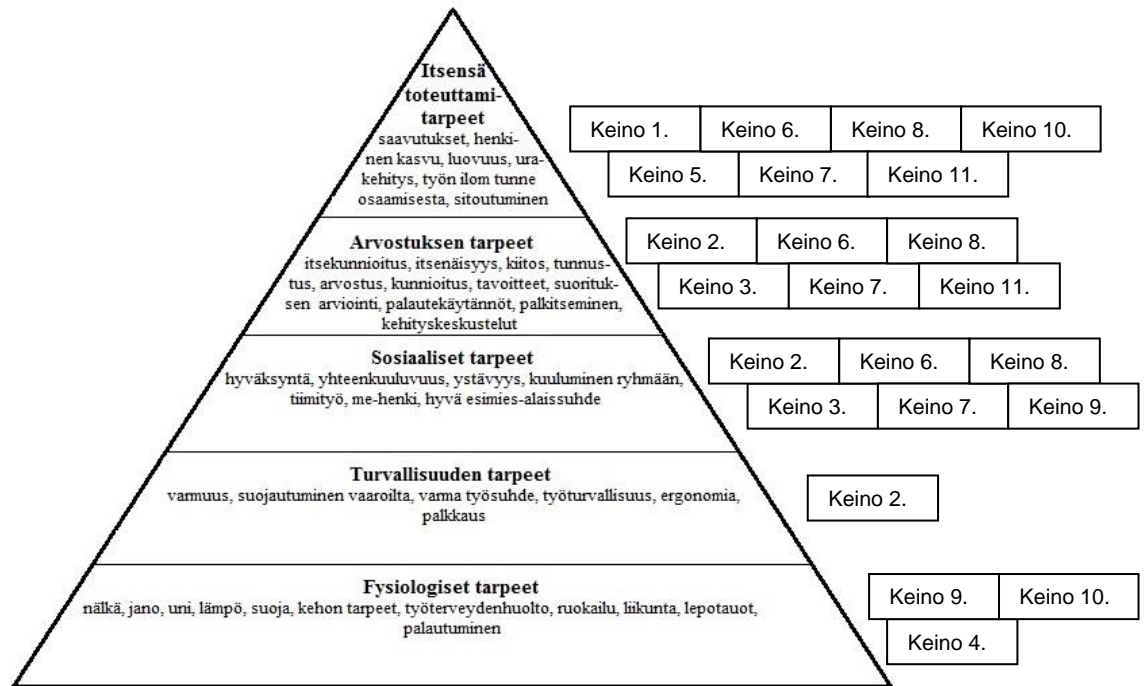 Itsensä
toteuttami-
tarpeet
saavutukset, henki-
nen kasvu, luovuus, ura-
kehitys, työn ilom tunne
osaamisesta, sitoutuminen
Keino 1. Keino 6. Keino 8. Keino 10.
Keino 5. Keino 7. Keino 11.
Arvostuksen tarpeet
itsekunnioitus, itsenäisyys, kiitos, tunnus-
tus, arvostus, kunnioitus, tavoitteet, suorituk-
sen arviointi, palautekäytännöt, palkitseminen,
kehityskeskustelut
Keino 2. Keino 6. Keino 8.
Keino 3. Keino 7. Keino 11.
Sosiaaliset tarpeet
hyväksyntä, yhteenkuuluvuus, ystävyys, kuuluminen ryhmään,
tiimityö, me-henki, hyvä esimies-alaissuhde
Keino 2. Keino 6. Keino 8.
Keino 3. Keino 7. Keino 9.
Turvallisuuden tarpeet
varmuus, suojautuminen vaaroilta, varma työsuhde, työturvallisuus, ergonomia,
palkkaus
Keino 2.
Fysiologiset tarpeet
nälkä, jano, uni, lämpö, suoja, kehon tarpeet, työterveydenhuolto, ruokailu, liikunta, lepotauot,
palautuminen
Keino 9. Keino 10.
Keino 4.